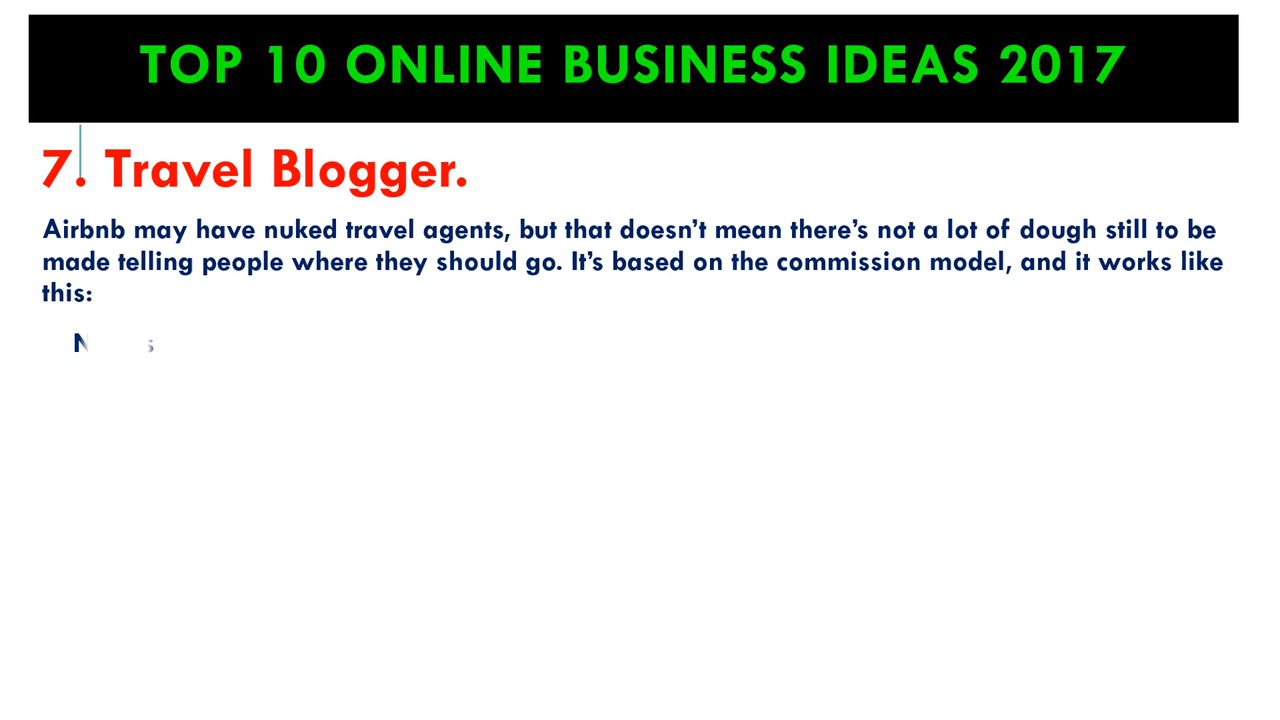 TOP 10 ONLINE BUSINESS IDEAS 2017
7. Travel Blogger.
Airbnb may have nuked travel agents, but that doesn’t mean there’s not a lot of dough still to be
made telling people where they should go. It’s based on the commission model, and it works like
this: